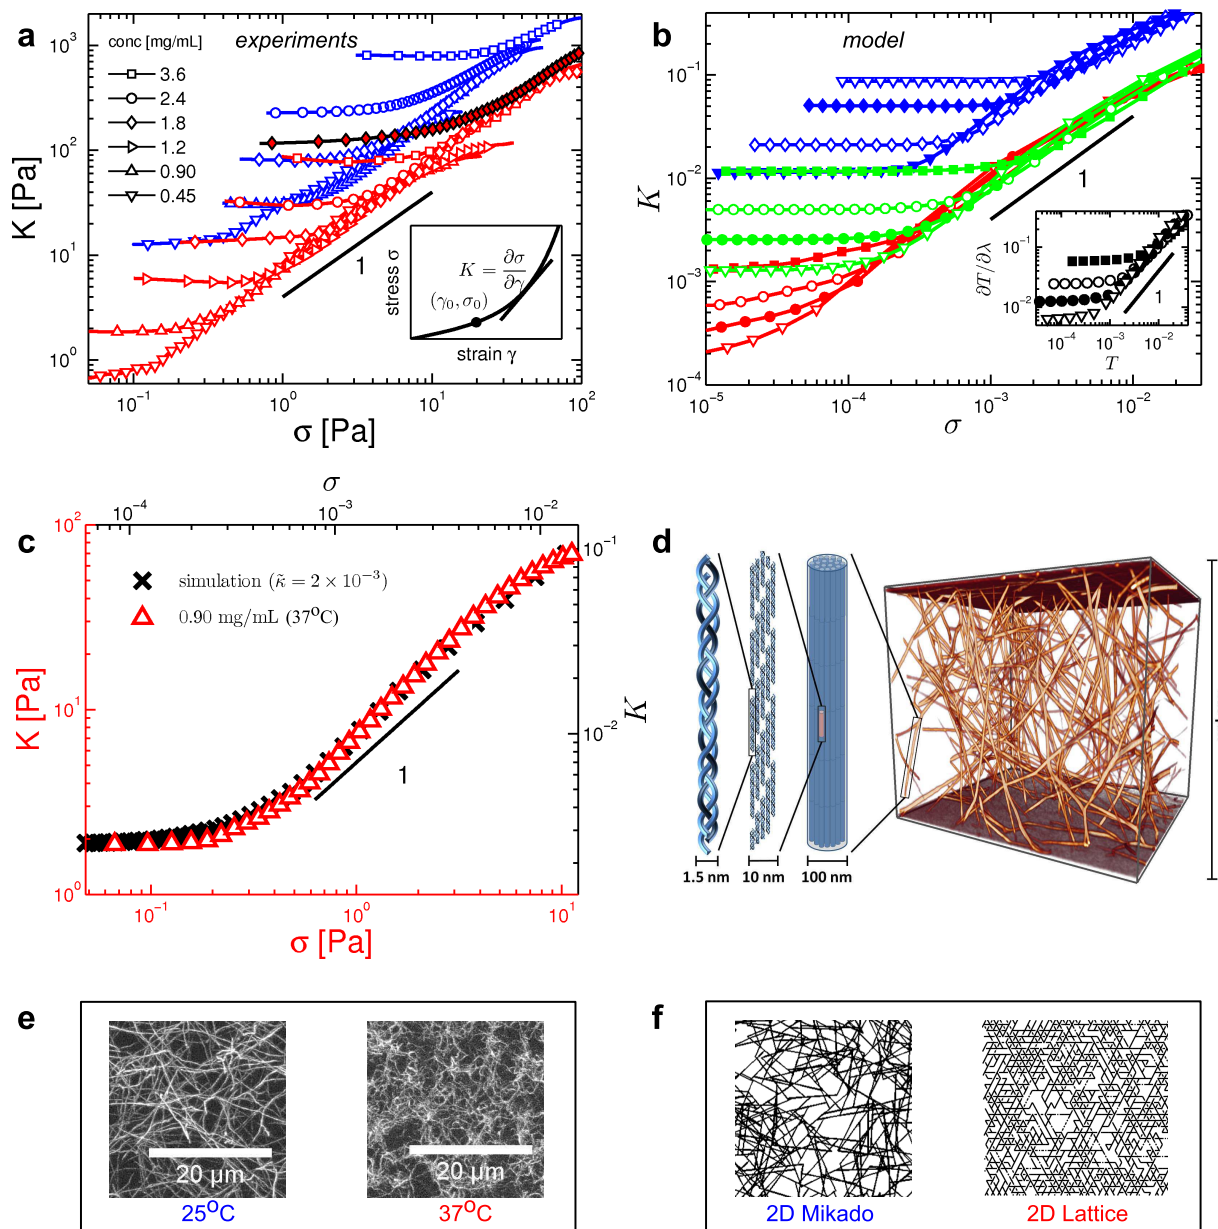 a
experiments
conc [mg/mL]
3.6
2.4
1.8
1.2
0.90
0.45
K [Pa]
10³
10²
10¹
10⁰
1
stress σ
K = ∂σ/∂γ
(γ₀, σ₀)
strain γ
10⁻¹
10⁰
10¹
10²
σ [Pa]
b
model
K
10⁻¹
10⁻²
10⁻³
10⁻⁴
1
∂T/∂λ
10⁻¹
10⁻²
1
10⁻⁴
10⁻³
10⁻²
T
10⁻⁵
10⁻⁴
10⁻³
10⁻²
σ
c
σ
10⁻⁴
10⁻³
10⁻²
simulation (κ̃ = 2 × 10⁻³)
0.90 mg/mL (37°C)
K [Pa]
10²
10¹
10⁰
K
10⁻¹
10⁻²
1
10⁻¹
10⁰
10¹
σ [Pa]
d
1.5 nm
10 nm
100 nm
e
20 μm
20 μm
25°C
37°C
f
2D Mikado
2D Lattice